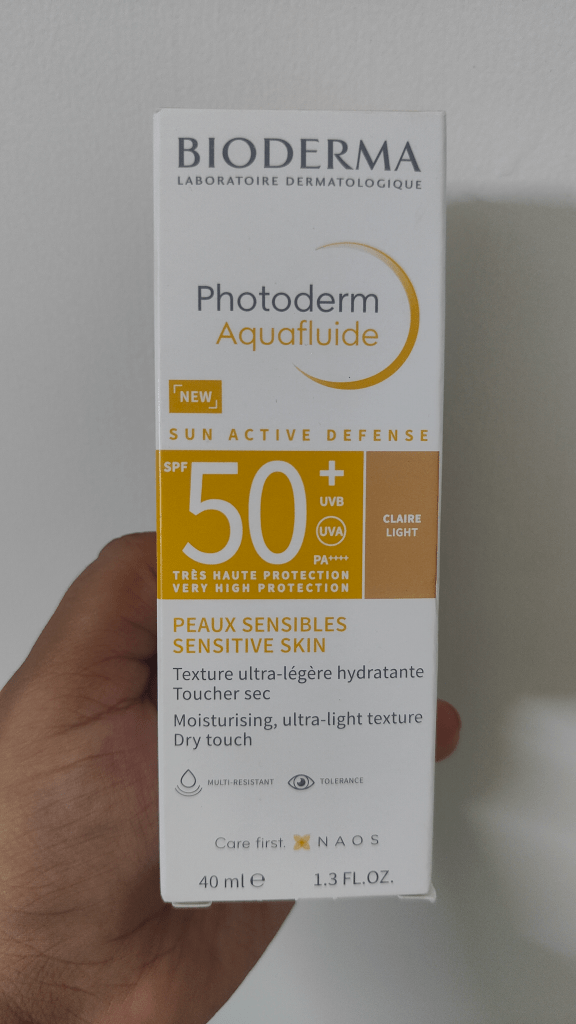 BIODERMA
LABORATOIRE DERMATOLOGIQUE
Photoderm
Aquafluide
NEW
SUN ACTIVE DEFENSE
SPF 50+
UVB
UVA
PA++++
TRÈS HAUTE PROTECTION
VERY HIGH PROTECTION
CLAIRE
LIGHT
PEAUX SENSIBLES
SENSITIVE SKIN
Texture ultra-légère hydratante
Toucher sec
Moisturising, ultra-light texture
Dry touch
MULTI-RESISTANT TOLERANCE
Care first. NAOS
40 ml ℮ 1.3 FL.OZ.